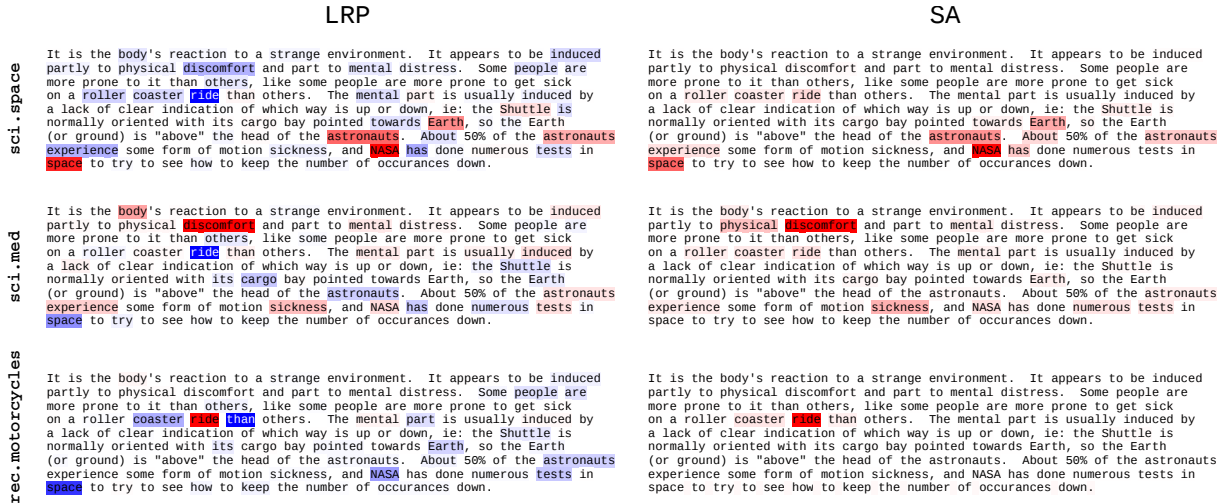 LRP
SA
sci.space
It is the body's reaction to a strange environment.  It appears to be induced
partly to physical discomfort and part to mental distress.  Some people are
more prone to it than others, like some people are more prone to get sick
on a roller coaster ride than others.  The mental part is usually induced by
a lack of clear indication of which way is up or down, ie: the Shuttle is
normally oriented with its cargo bay pointed towards Earth, so the Earth
(or ground) is "above" the head of the astronauts.  About 50% of the astronauts
experience some form of motion sickness, and NASA has done numerous tests in
space to try to see how to keep the number of occurances down.
It is the body's reaction to a strange environment.  It appears to be induced
partly to physical discomfort and part to mental distress.  Some people are
more prone to it than others, like some people are more prone to get sick
on a roller coaster ride than others.  The mental part is usually induced by
a lack of clear indication of which way is up or down, ie: the Shuttle is
normally oriented with its cargo bay pointed towards Earth, so the Earth
(or ground) is "above" the head of the astronauts.  About 50% of the astronauts
experience some form of motion sickness, and NASA has done numerous tests in
space to try to see how to keep the number of occurances down.
sci.med
It is the body's reaction to a strange environment.  It appears to be induced
partly to physical discomfort and part to mental distress.  Some people are
more prone to it than others, like some people are more prone to get sick
on a roller coaster ride than others.  The mental part is usually induced by
a lack of clear indication of which way is up or down, ie: the Shuttle is
normally oriented with its cargo bay pointed towards Earth, so the Earth
(or ground) is "above" the head of the astronauts.  About 50% of the astronauts
experience some form of motion sickness, and NASA has done numerous tests in
space to try to see how to keep the number of occurances down.
It is the body's reaction to a strange environment.  It appears to be induced
partly to physical discomfort and part to mental distress.  Some people are
more prone to it than others, like some people are more prone to get sick
on a roller coaster ride than others.  The mental part is usually induced by
a lack of clear indication of which way is up or down, ie: the Shuttle is
normally oriented with its cargo bay pointed towards Earth, so the Earth
(or ground) is "above" the head of the astronauts.  About 50% of the astronauts
experience some form of motion sickness, and NASA has done numerous tests in
space to try to see how to keep the number of occurances down.
rec.motorcycles
It is the body's reaction to a strange environment.  It appears to be induced
partly to physical discomfort and part to mental distress.  Some people are
more prone to it than others, like some people are more prone to get sick
on a roller coaster ride than others.  The mental part is usually induced by
a lack of clear indication of which way is up or down, ie: the Shuttle is
normally oriented with its cargo bay pointed towards Earth, so the Earth
(or ground) is "above" the head of the astronauts.  About 50% of the astronauts
experience some form of motion sickness, and NASA has done numerous tests in
space to try to see how to keep the number of occurances down.
It is the body's reaction to a strange environment.  It appears to be induced
partly to physical discomfort and part to mental distress.  Some people are
more prone to it than others, like some people are more prone to get sick
on a roller coaster ride than others.  The mental part is usually induced by
a lack of clear indication of which way is up or down, ie: the Shuttle is
normally oriented with its cargo bay pointed towards Earth, so the Earth
(or ground) is "above" the head of the astronauts.  About 50% of the astronauts
experience some form of motion sickness, and NASA has done numerous tests in
space to try to see how to keep the number of occurances down.